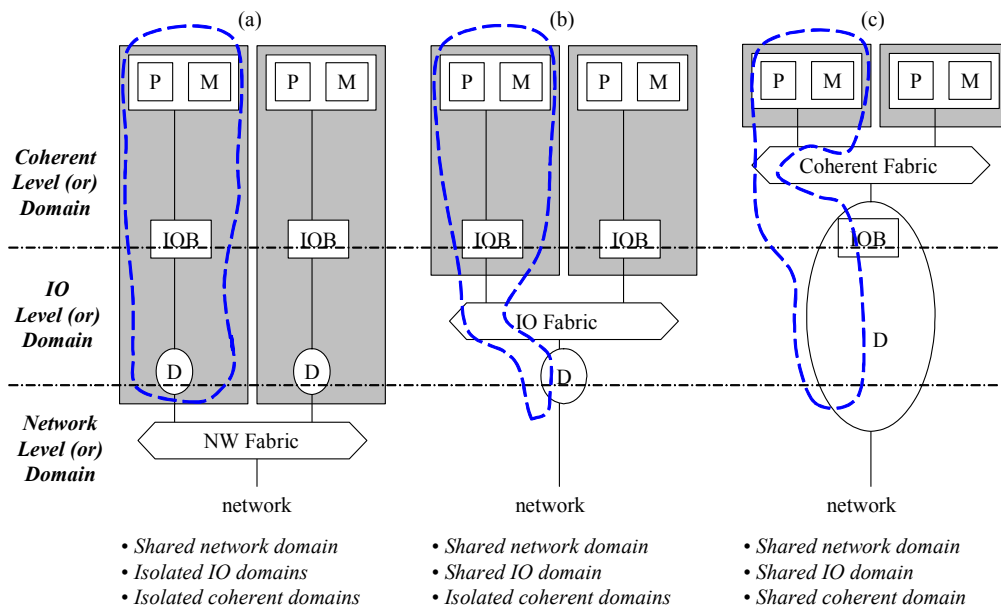 (a)
(b)
(c)
P M
P M
P M
P M
P M
P M
Coherent
Level (or)
Domain
Coherent Fabric
IOB
IOB
IOB
IOB
IOB
IO
Level (or)
Domain
IO Fabric
D
D
D
D
Network
Level (or)
Domain
NW Fabric
network
network
network
• Shared network domain
• Isolated IO domains
• Isolated coherent domains
• Shared network domain
• Shared IO domain
• Isolated coherent domains
• Shared network domain
• Shared IO domain
• Shared coherent domain